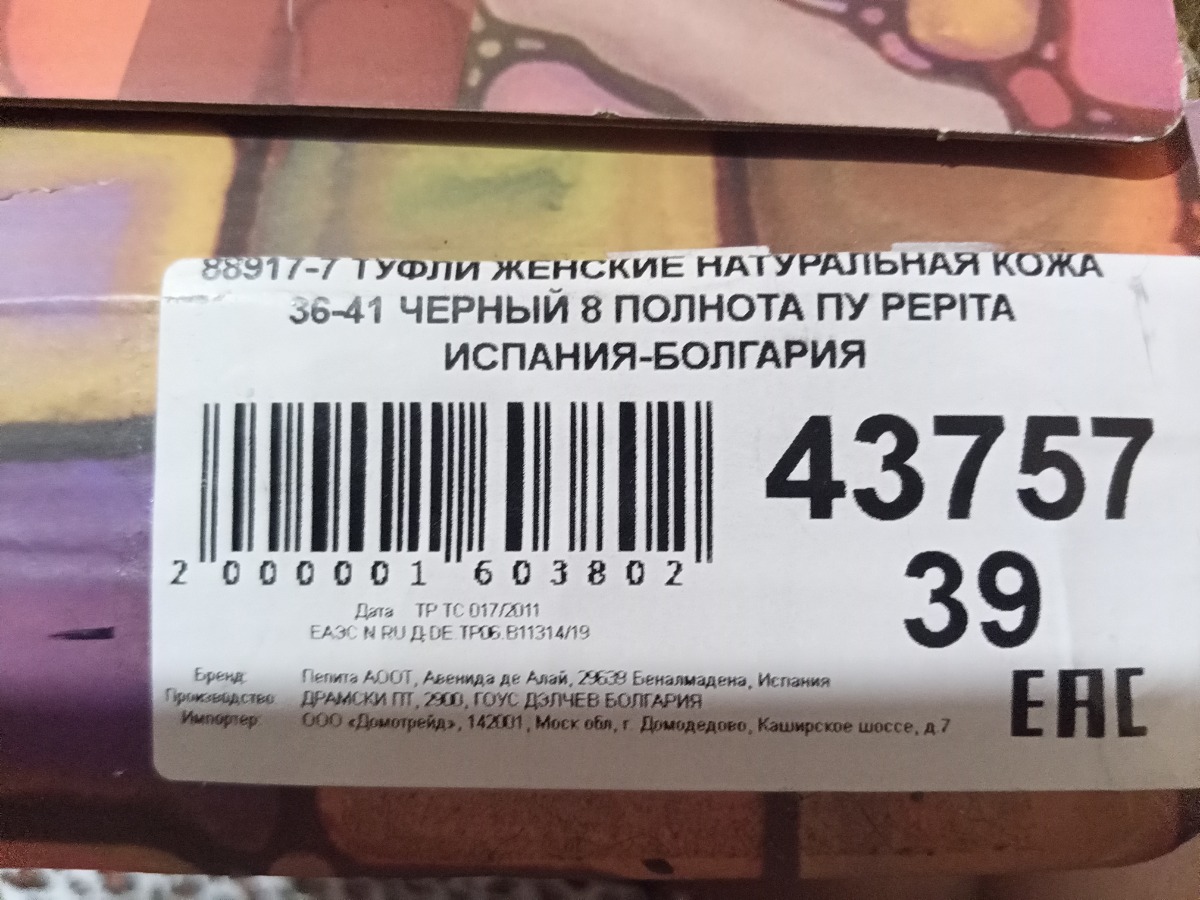 88917-7 ТУФЛИ ЖЕНСКИЕ НАТУРАЛЬНАЯ КОЖА
36-41 ЧЕРНЫЙ 8 ПОЛНОТА ПУ PEPITA
ИСПАНИЯ-БОЛГАРИЯ
43757
39
2 000001 603802
Дата ТР ТС 017/2011
ЕАЭС N RU Д-DE.ТР06.В11314/19
Бренд: Пепита АООТ, Авенида де Алай, 29639 Беналмадена, Испания
Производство: ДРАМСКИ ПТ, 2900, ГОУС ДЭЛЧЕВ БОЛГАРИЯ
Импортер: ООО «Домотрейд», 142001, Моск обл, г. Домодедово, Каширское шоссе, д.7
EAC